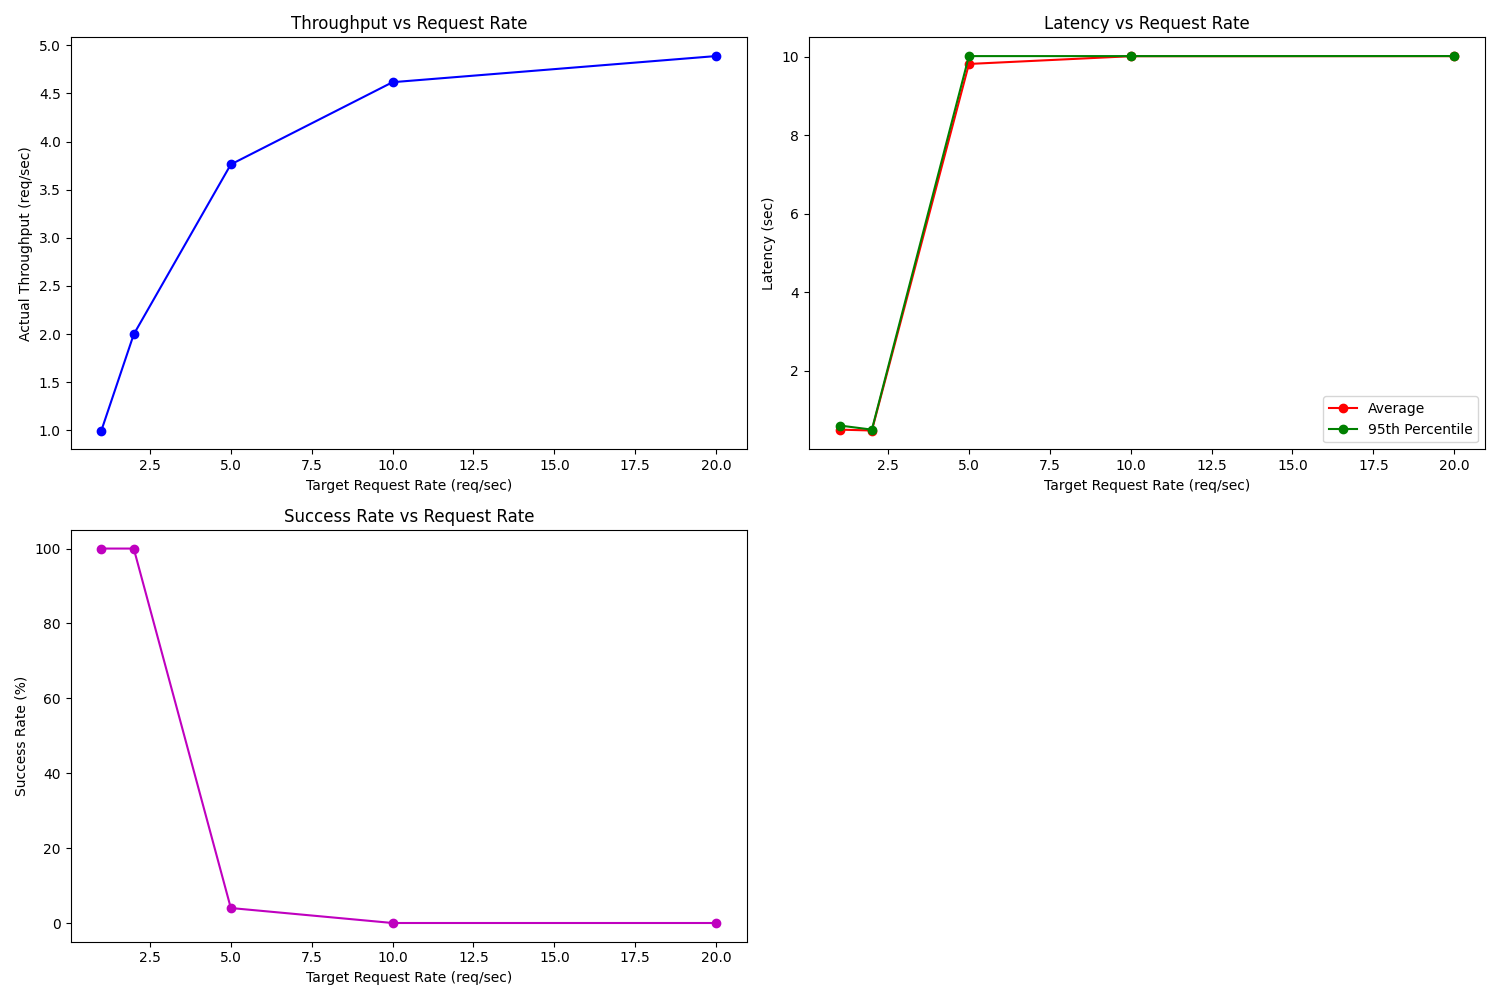 Throughput vs Request Rate
5.0
4.5
4.0
3.5
3.0
2.5
2.0
1.5
1.0
Actual Throughput (req/sec)
2.5 5.0 7.5 10.0 12.5 15.0 17.5 20.0
Target Request Rate (req/sec)
Latency vs Request Rate
10
8
6
4
2
Latency (sec)
Average
95th Percentile
2.5 5.0 7.5 10.0 12.5 15.0 17.5 20.0
Target Request Rate (req/sec)
Success Rate vs Request Rate
100
80
60
40
20
0
Success Rate (%)
2.5 5.0 7.5 10.0 12.5 15.0 17.5 20.0
Target Request Rate (req/sec)